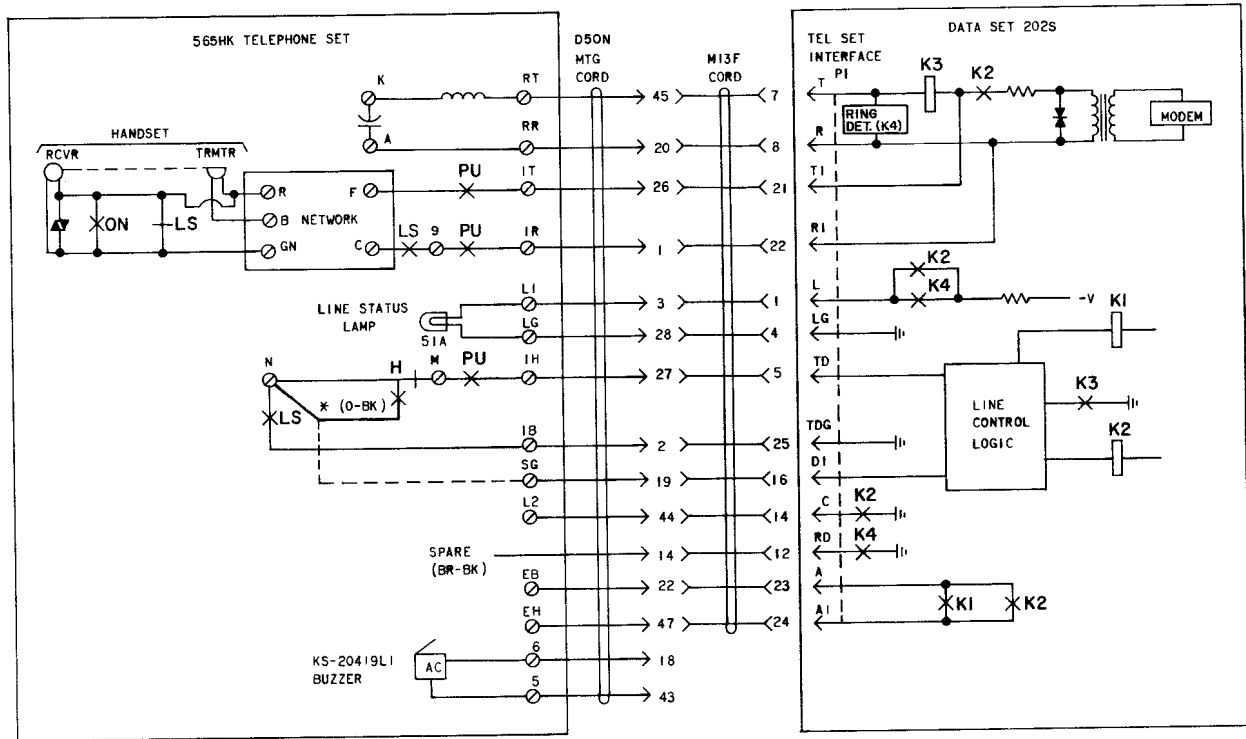 565HK TELEPHONE SET
D50N
MTG
CORD
M13F
CORD
DATA SET 202S
TEL SET
INTERFACE
P1
K
RT
45
7
T
K3
K2
RING
DET. (K4)
MODEM
A
RR
20
8
R
HANDSET
RCVR
TRMTR
R
F
PU
1T
26
21
T1
ON
LS
B
NETWORK
GN
C
LS
9
PU
1R
1
22
R1
K2
K4
LINE STATUS
LAMP
51A
L1
3
1
L
-V
K1
LG
28
4
LG
N
H
M
PU
1H
27
5
TD
* (O-BK)
LS
K3
LINE
CONTROL
LOGIC
K2
1B
2
25
TDG
SG
19
16
D1
L2
44
14
C
K2
SPARE
(BR-BK)
14
12
RD
K4
EB
22
23
A
K1
K2
EH
47
24
A1
KS-20419L1
BUZZER
AC
6
18
5
43